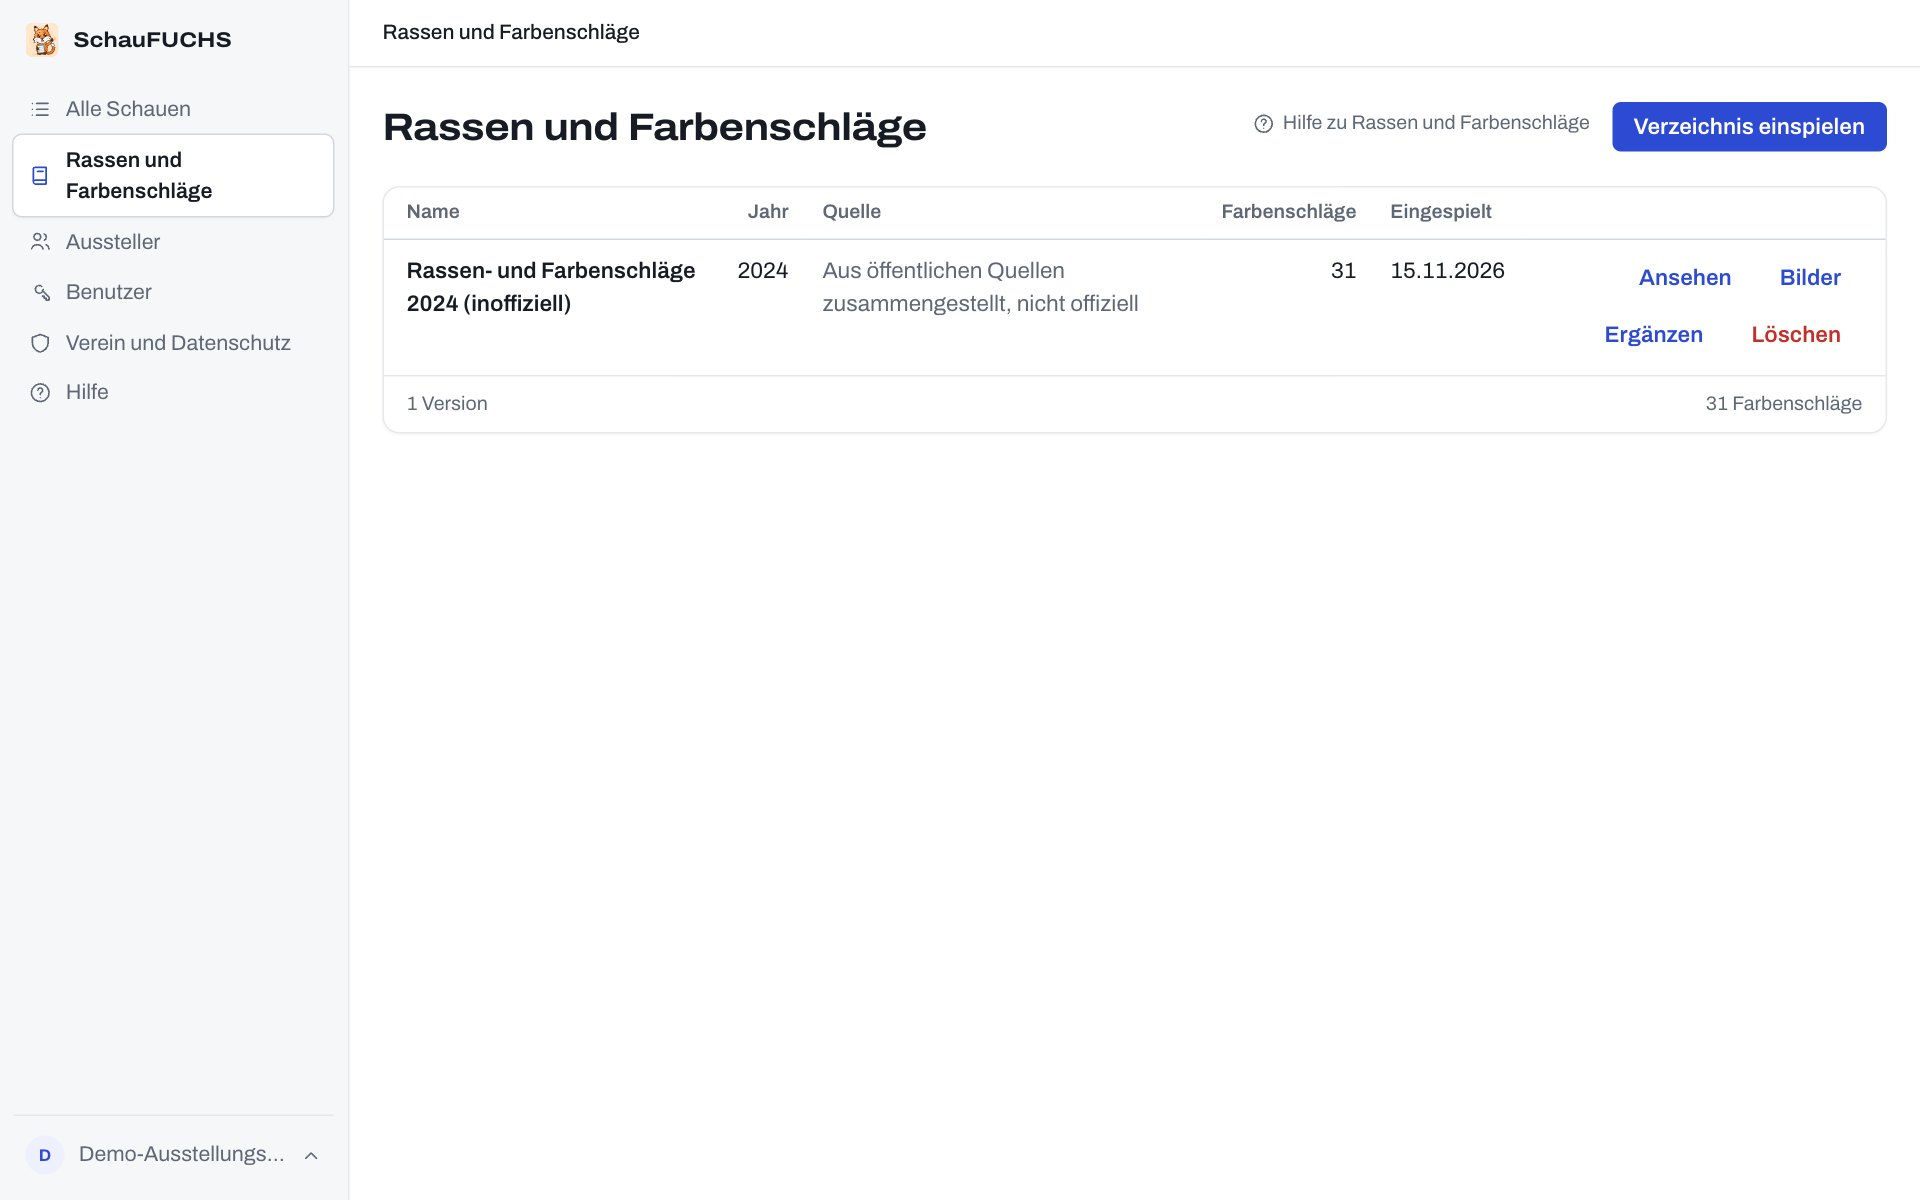 SchauFUCHS
Alle Schauen
Rassen und
Farbenschläge
Aussteller
Benutzer
Verein und Datenschutz
Hilfe
D Demo-Ausstellungs...
Rassen und Farbenschläge
Rassen und Farbenschläge
Hilfe zu Rassen und Farbenschläge
Verzeichnis einspielen
Name Jahr Quelle Farbenschläge Eingespielt
Rassen- und Farbenschläge 2024 Aus öffentlichen Quellen 31 15.11.2026 Ansehen Bilder
2024 (inoffiziell) zusammengestellt, nicht offiziell
Ergänzen Löschen
1 Version 31 Farbenschläge